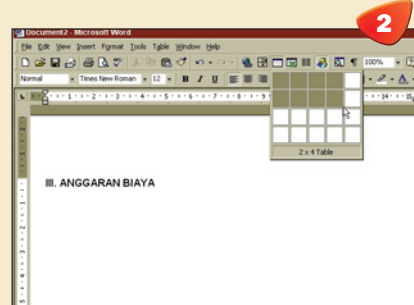 2
Document2 - Microsoft Word
File Edit View Insert Format Tools Table Window Help
100%
Normal Times New Roman 12 B I U
2 x 4 Table
III. ANGGARAN BIAYA